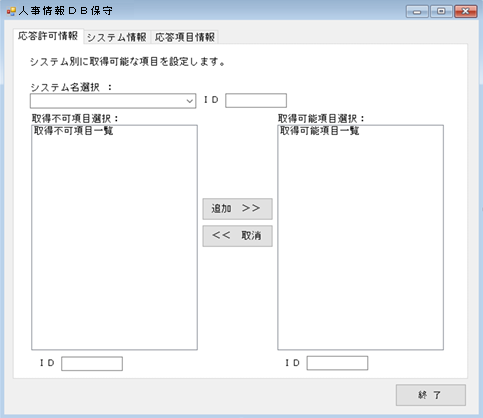 人事情報ＤＢ保守
応答許可情報 システム情報 応答項目情報
システム別に取得可能な項目を設定します。
システム名選択 ：
ＩＤ
取得不可項目選択： 取得可能項目選択：
取得不可項目一覧 取得可能項目一覧
追加 ＞＞
＜＜ 取消
ＩＤ ＩＤ
終 了